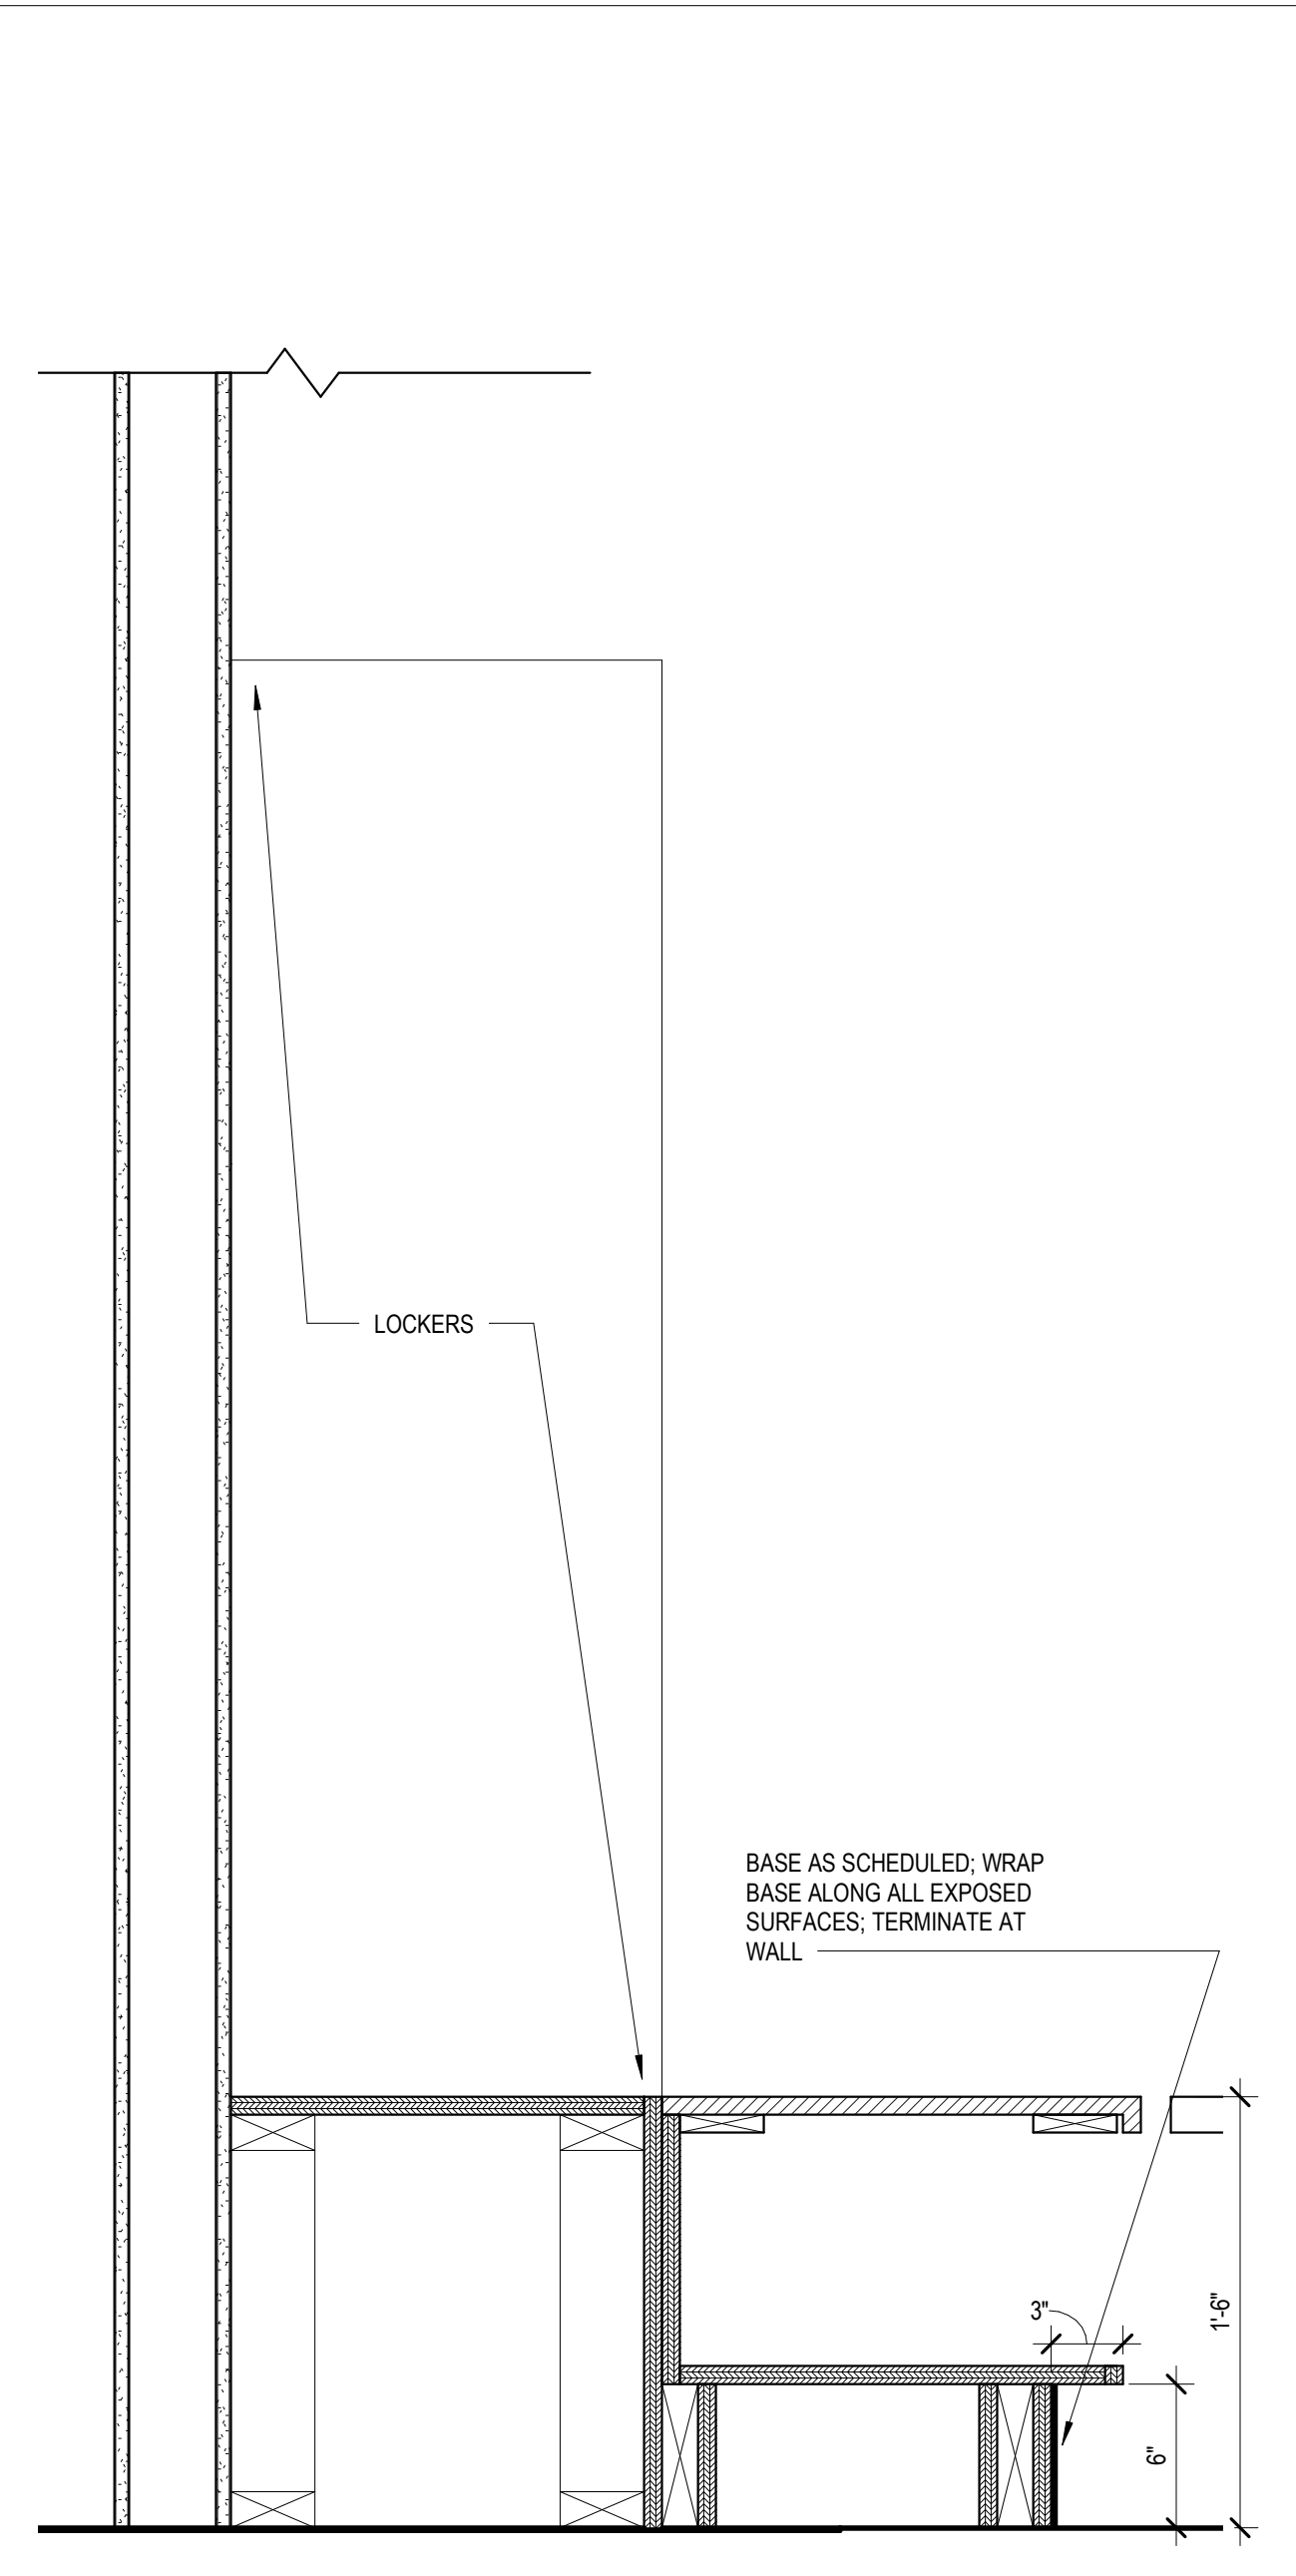 LOCKERS
BASE AS SCHEDULED; WRAP
BASE ALONG ALL EXPOSED
SURFACES; TERMINATE AT
WALL
3"
1'-6"
6"